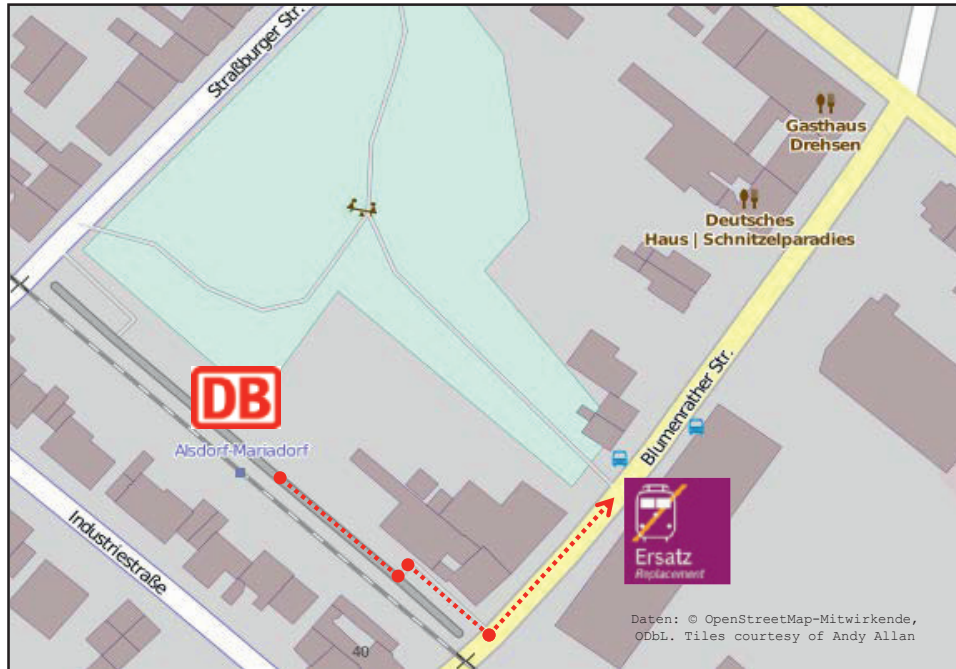 Straßburger Str.
Gasthaus
Drehsen
Deutsches
Haus | Schnitzelparadies
Blumenrather Str.
DB
Alsdorf-Mariadorf
Industriestraße
Ersatz
Replacement
Daten: © OpenStreetMap-Mitwirkende,
ODbL. Tiles courtesy of Andy Allan
40